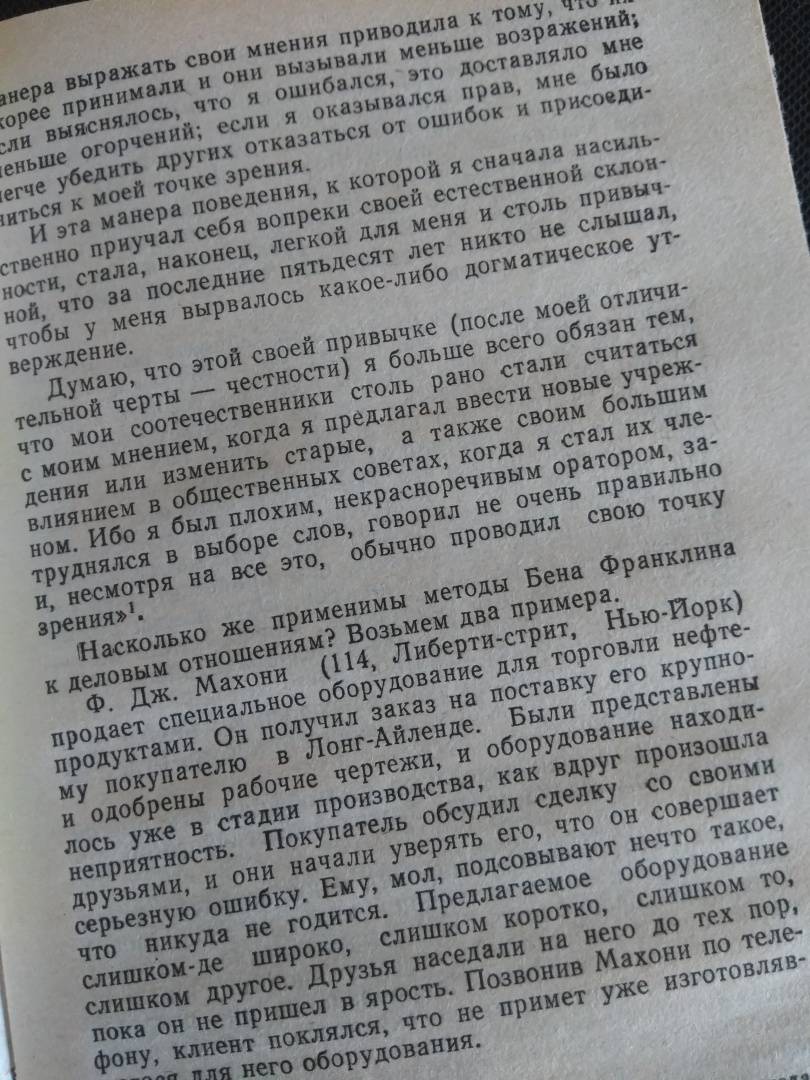 анера выражать свои мнения приводила к тому, что их
корее принимали и они вызывали меньше возражений;
сли выяснялось, что я ошибался, это доставляло мне
меньше огорчений; если я оказывался прав, мне было
легче убедить других отказаться от ошибок и присоеди-
ниться к моей точке зрения.
И эта манера поведения, к которой я сначала насиль-
ственно приучал себя вопреки своей естественной склон-
ности, стала, наконец, легкой для меня и столь привыч-
ной, что за последние пятьдесят лет никто не слышал,
чтобы у меня вырвалось какое-либо догматическое ут-
верждение.
Думаю, что этой своей привычке (после моей отличи-
тельной черты — честности) я больше всего обязан тем,
что мои соотечественники столь рано стали считаться
с моим мнением, когда я предлагал ввести новые учреж-
дения или изменить старые, а также своим большим
влиянием в общественных советах, когда я стал их чле-
ном. Ибо я был плохим, некрасноречивым оратором, за-
труднялся в выборе слов, говорил не очень правильно
и, несмотря на все это, обычно проводил свою точку
зрения»¹.
Насколько же применимы методы Бена Франклина
к деловым отношениям? Возьмем два примера.
Ф. Дж. Махони (114, Либерти-стрит, Нью-Йорк)
продает специальное оборудование для торговли нефте-
продуктами. Он получил заказ на поставку его крупно-
му покупателю в Лонг-Айленде. Были представлены
и одобрены рабочие чертежи, и оборудование находи-
лось уже в стадии производства, как вдруг произошла
неприятность. Покупатель обсудил сделку со своими
друзьями, и они начали уверять его, что он совершает
серьезную ошибку. Ему, мол, подсовывают нечто такое,
что никуда не годится. Предлагаемое оборудование
слишком-де широко, слишком коротко, слишком то,
слишком другое. Друзья наседали на него до тех пор,
пока он не пришел в ярость. Позвонив Махони по теле-
фону, клиент поклялся, что не примет уже изготовляв-
для него оборудования.